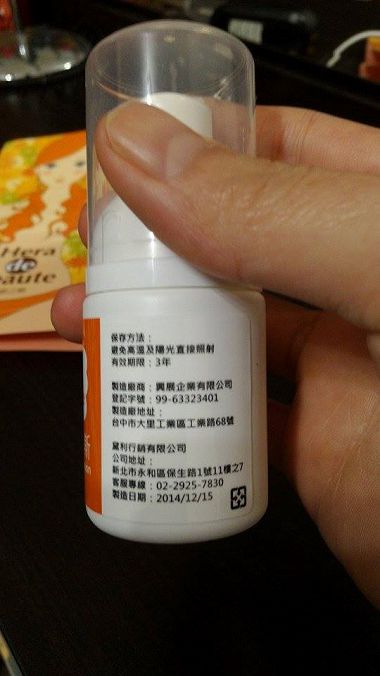 Hera
de
保存方法：
避免高溫及陽光直接照射
有效期限：3年
製造廠商：興展企業有限公司
登記字號：99-63323401
製造廠地址：
台中市大里工業區工業路68號
黛利行銷有限公司
公司地址：
新北市永和區保生路1號11樓之7
客服專線：02-2925-7830
製造日期：2014/12/15